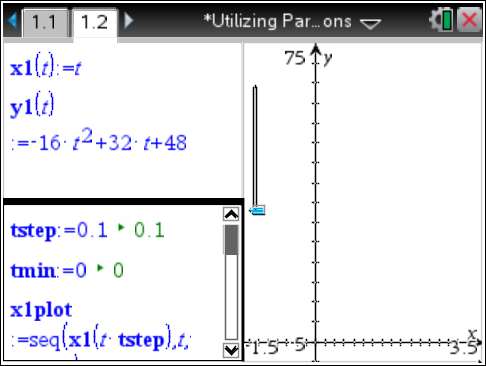 1.1 1.2 *Utilizing Par...ons
x1(t):=t
y1(t)
:=-16·t²+32·t+48
tstep:=0.1 ▸ 0.1
tmin:=0 ▸ 0
x1plot
:=seq(x1(t·tstep),t,
75 y
x
-1.5 -5 3.5